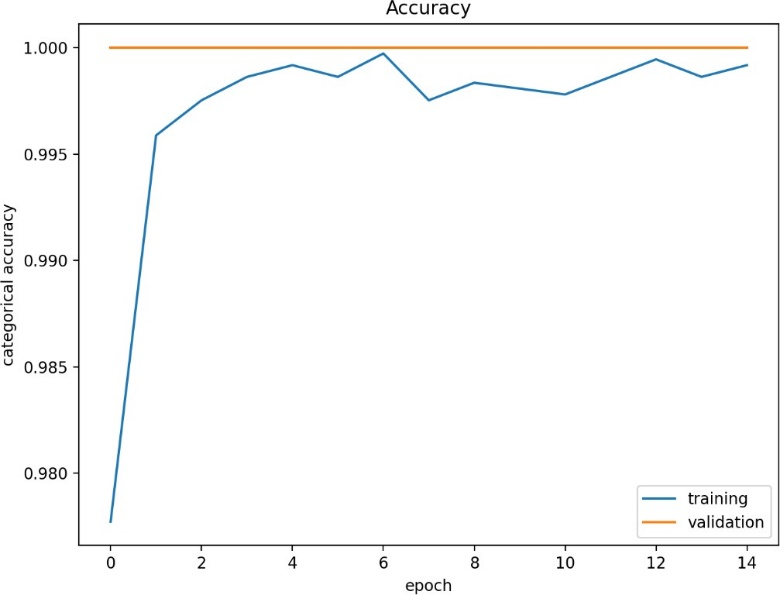 Accuracy
1.000
0.995
0.990
0.985
0.980
categorical accuracy
0 2 4 6 8 10 12 14
epoch
training
validation